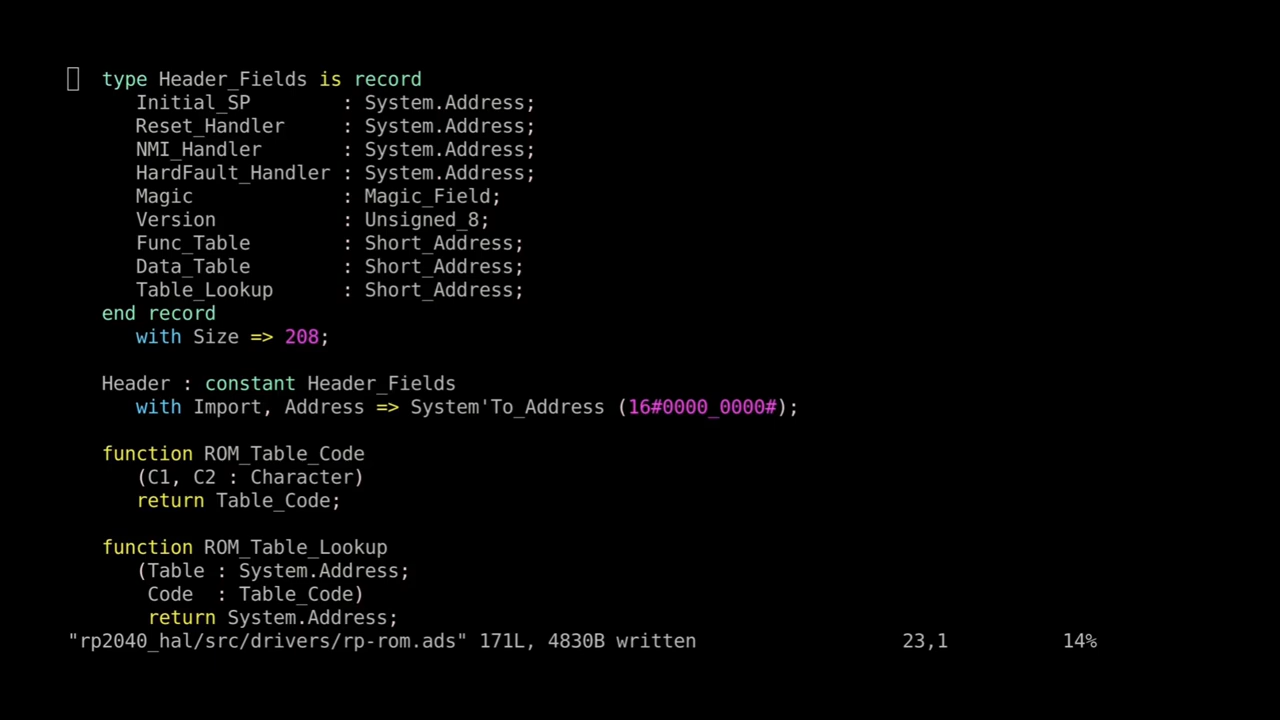 type Header_Fields is record
Initial_SP : System.Address;
Reset_Handler : System.Address;
NMI_Handler : System.Address;
HardFault_Handler : System.Address;
Magic : Magic_Field;
Version : Unsigned_8;
Func_Table : Short_Address;
Data_Table : Short_Address;
Table_Lookup : Short_Address;
end record
with Size => 208;
Header : constant Header_Fields
with Import, Address => System'To_Address (16#0000_0000#);
function ROM_Table_Code
(C1, C2 : Character)
return Table_Code;
function ROM_Table_Lookup
(Table : System.Address;
Code : Table_Code)
return System.Address;
"rp2040_hal/src/drivers/rp-rom.ads" 171L, 4830B written 23,1 14%